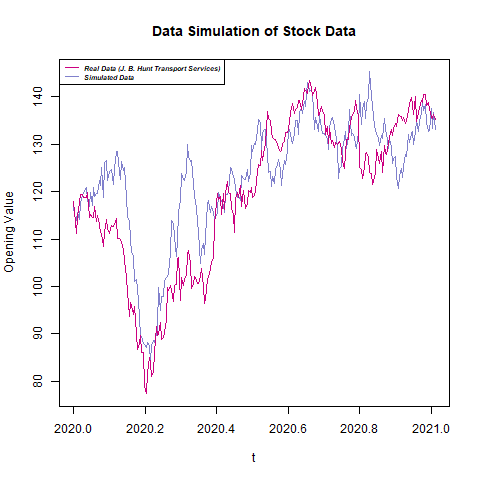 Data Simulation of Stock Data
Real Data (J. B. Hunt Transport Services)
Simulated Data
Opening Value
140
130
120
110
100
90
80
2020.0 2020.2 2020.4 2020.6 2020.8 2021.0
t